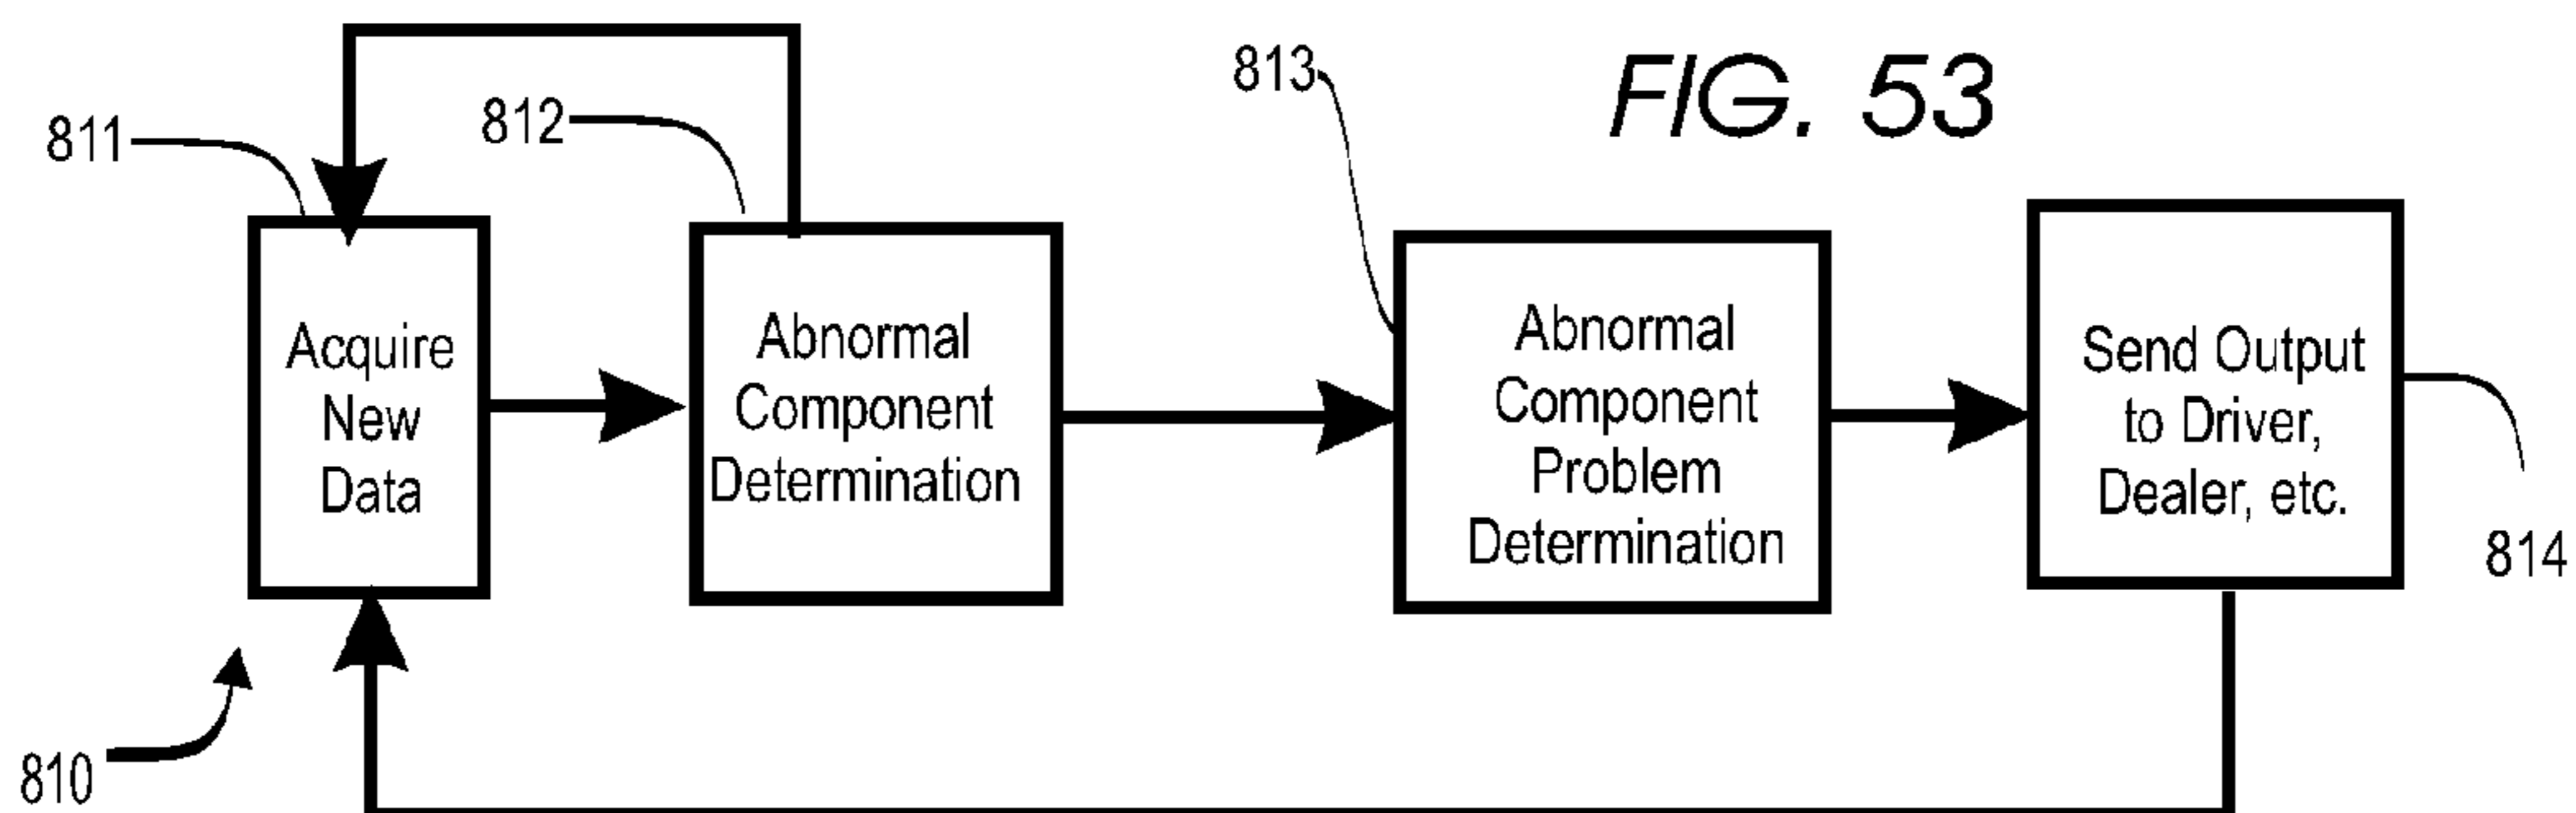 FIG. 53
811
812
813
Acquire
New
Data
Abnormal
Component
Determination
Abnormal
Component
Problem
Determination
Send Output
to Driver,
Dealer, etc.
814
810